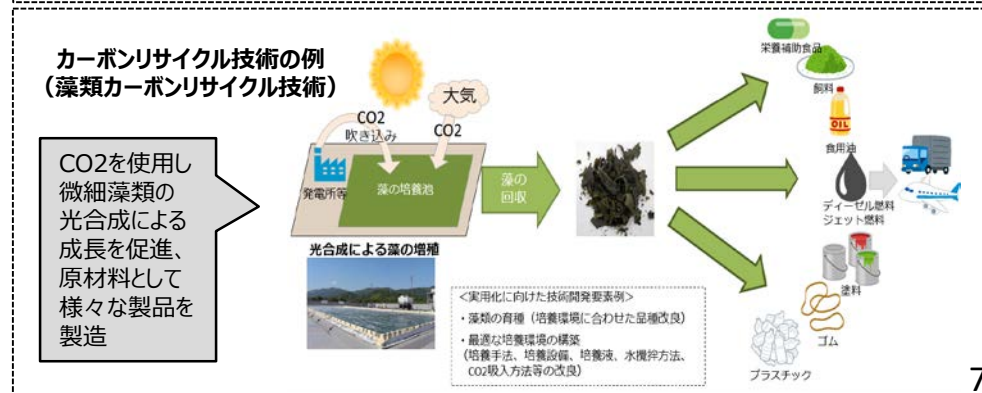 カーボンリサイクル技術の例
（藻類カーボンリサイクル技術）
CO2を使用し
微細藻類の
光合成による
成長を促進、
原材料として
様々な製品を
製造
大気
CO2
吹き込み
CO2
発電所等
藻の培養池
光合成による藻の増殖
藻の
回収
＜実用化に向けた技術開発要素例＞
・藻類の育種（培養環境に合わせた品種改良）
・最適な培養環境の構築
（培養手法、培養設備、培養液、水攪拌方法、
CO2吸入方法等の改良）
栄養補助食品
飼料
OIL
食用油
ディーゼル燃料
ジェット燃料
塗料
ゴム
プラスチック
7